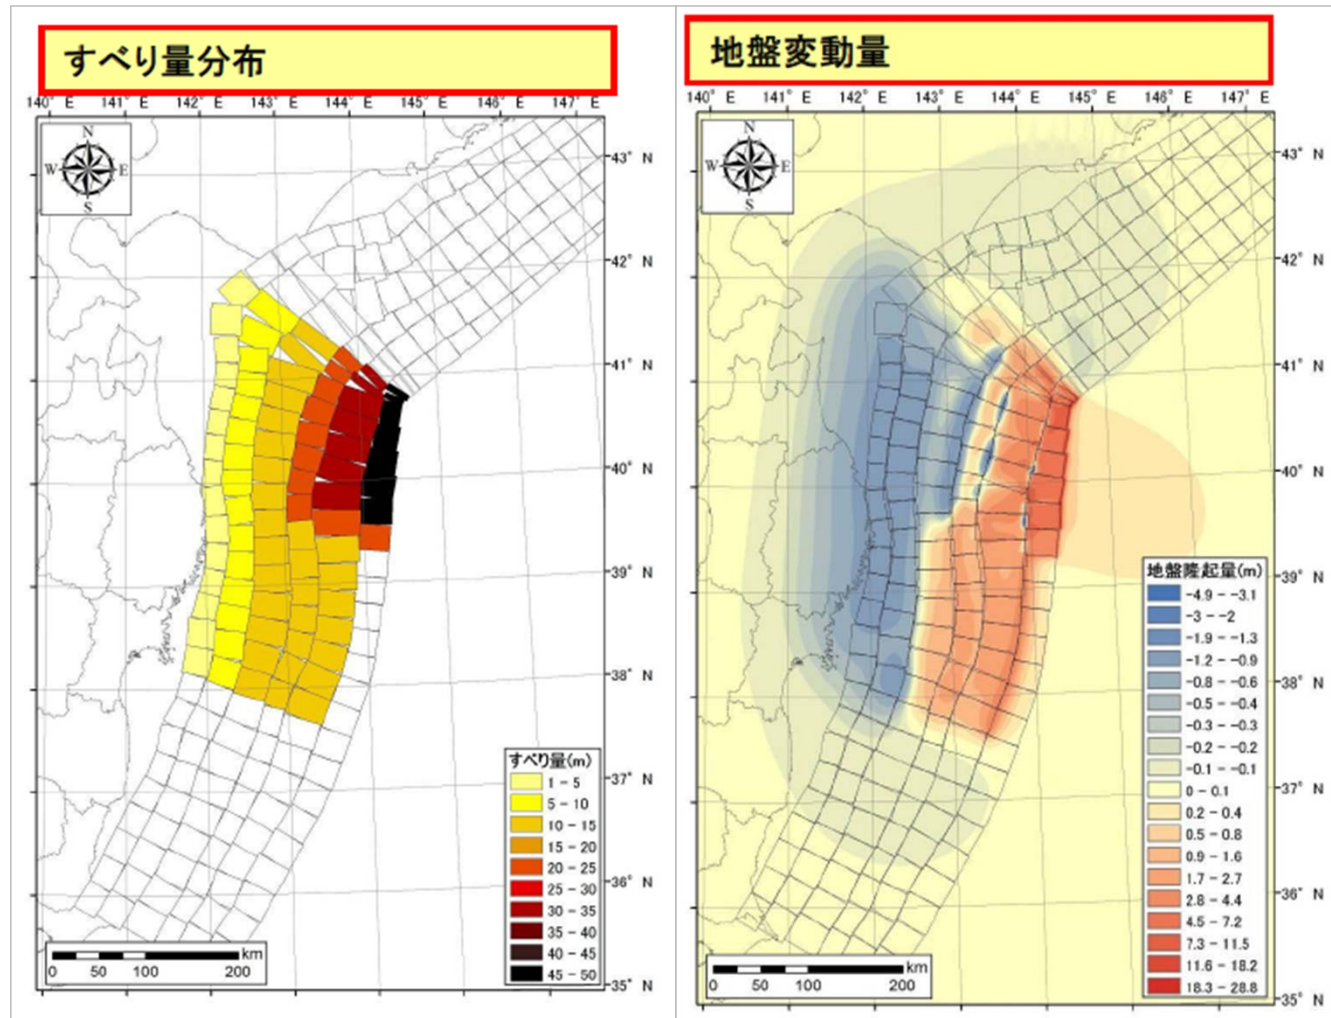 すべり量分布
140° E 141° E 142° E 143° E 144° E 145° E 146° E 147° E
N
W E
S
43° N
42° N
41° N
40° N
39° N
38° N
37° N
36° N
35° N
すべり量(m)
1 - 5
5 - 10
10 - 15
15 - 20
20 - 25
25 - 30
30 - 35
35 - 40
40 - 45
45 - 50
km
0 50 100 200
地盤変動量
140° E 141° E 142° E 143° E 144° E 145° E 146° E 147° E
N
W E
S
43° N
42° N
41° N
40° N
39° N
38° N
37° N
36° N
35° N
地盤隆起量(m)
-4.9 - -3.1
-3 - -2
-1.9 - -1.3
-1.2 - -0.9
-0.8 - -0.6
-0.5 - -0.4
-0.3 - -0.3
-0.2 - -0.2
-0.1 - -0.1
0 - 0.1
0.2 - 0.4
0.5 - 0.8
0.9 - 1.6
1.7 - 2.7
2.8 - 4.4
4.5 - 7.2
7.3 - 11.5
11.6 - 18.2
18.3 - 28.8
km
0 50 100 200